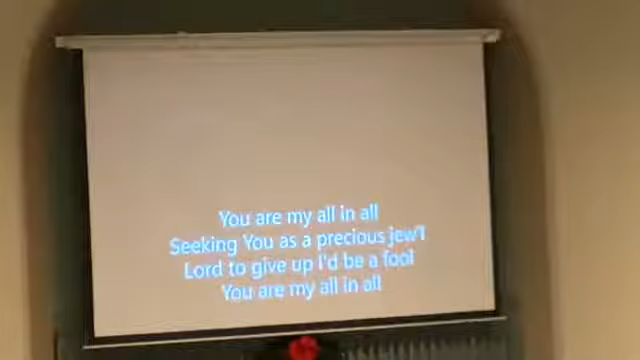 You are my all in all
Seeking You as a precious jew'l
Lord to give up I'd be a fool
You are my all in all